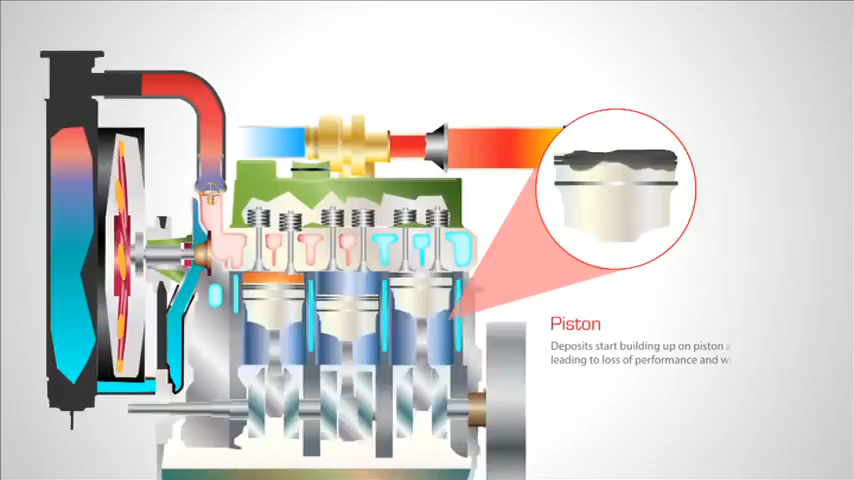 Piston
Deposits start building up on piston
leading to loss of performance and